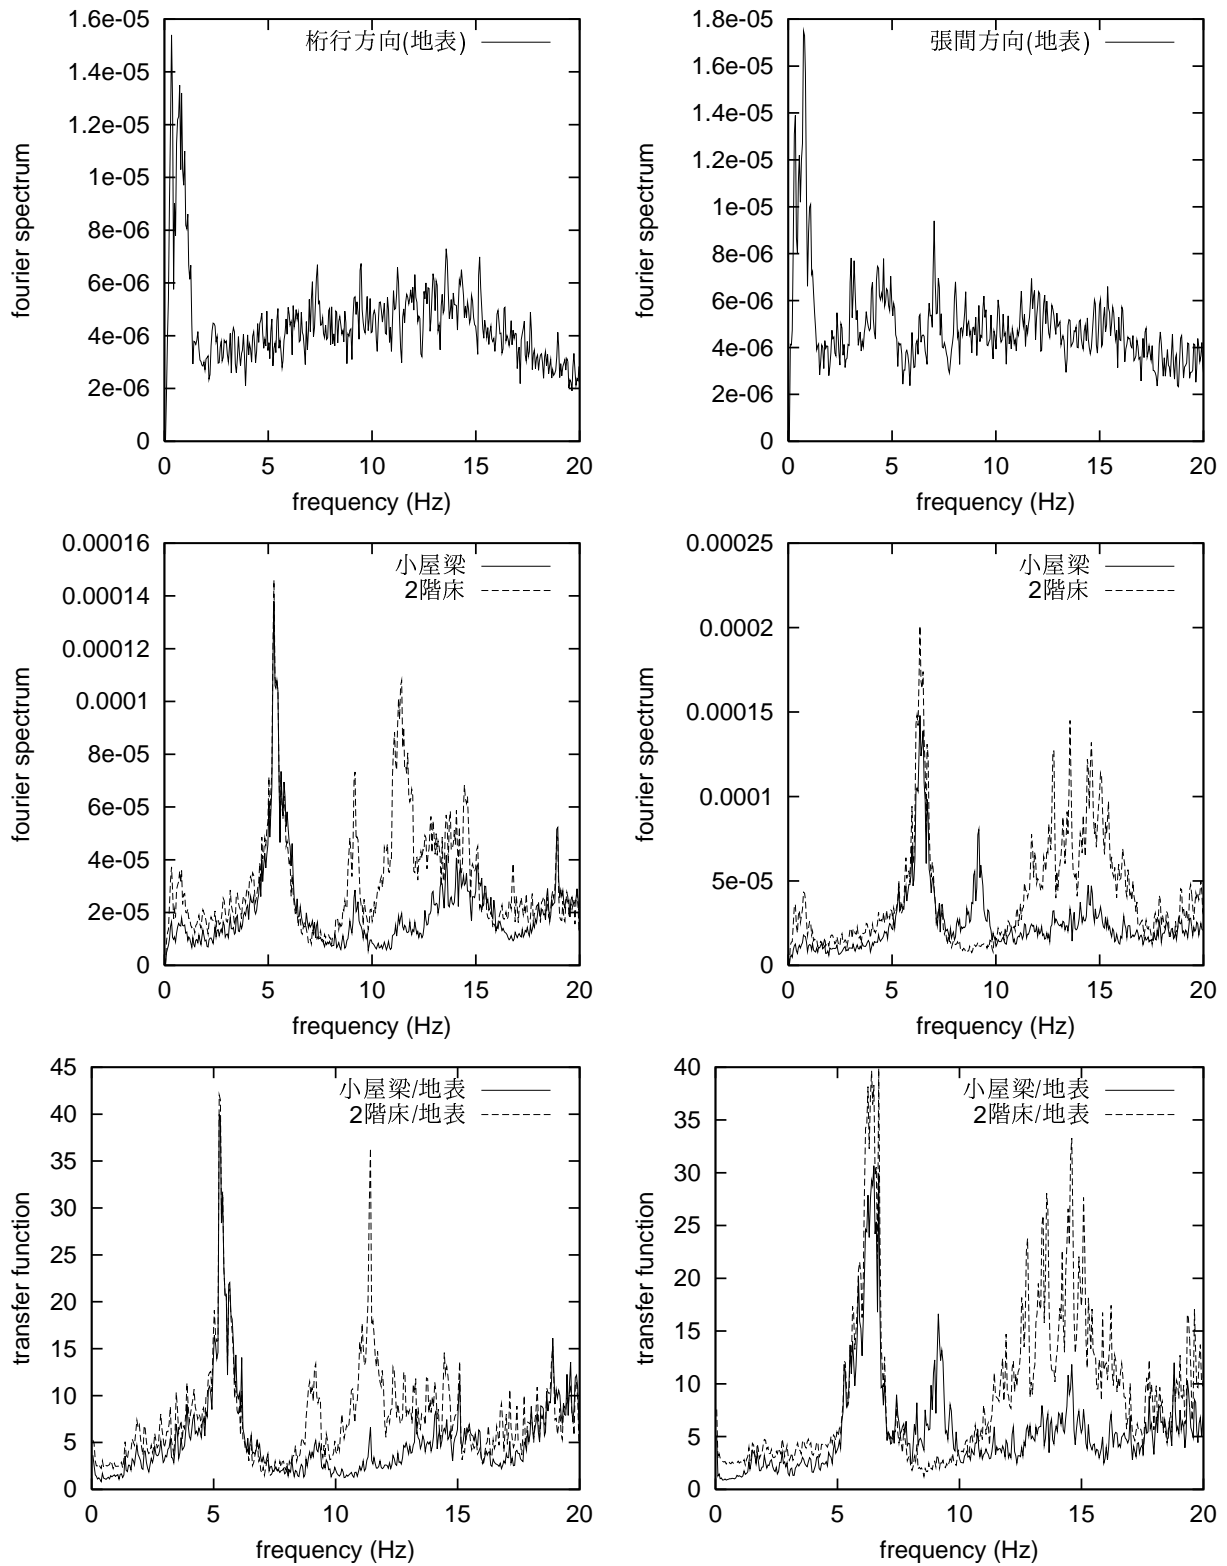 1.6e-05
1.4e-05
1.2e-05
1e-05
8e-06
6e-06
4e-06
2e-06
0
0 5 10 15 20
fourier spectrum
frequency (Hz)
桁行方向(地表)
1.8e-05
1.6e-05
1.4e-05
1.2e-05
1e-05
8e-06
6e-06
4e-06
2e-06
0
0 5 10 15 20
fourier spectrum
frequency (Hz)
張間方向(地表)
0.00016
0.00014
0.00012
0.0001
8e-05
6e-05
4e-05
2e-05
0
0 5 10 15 20
fourier spectrum
frequency (Hz)
小屋梁
2階床
0.00025
0.0002
0.00015
0.0001
5e-05
0
0 5 10 15 20
fourier spectrum
frequency (Hz)
小屋梁
2階床
45
40
35
30
25
20
15
10
5
0
0 5 10 15 20
transfer function
frequency (Hz)
小屋梁/地表
2階床/地表
40
35
30
25
20
15
10
5
0
0 5 10 15 20
transfer function
frequency (Hz)
小屋梁/地表
2階床/地表